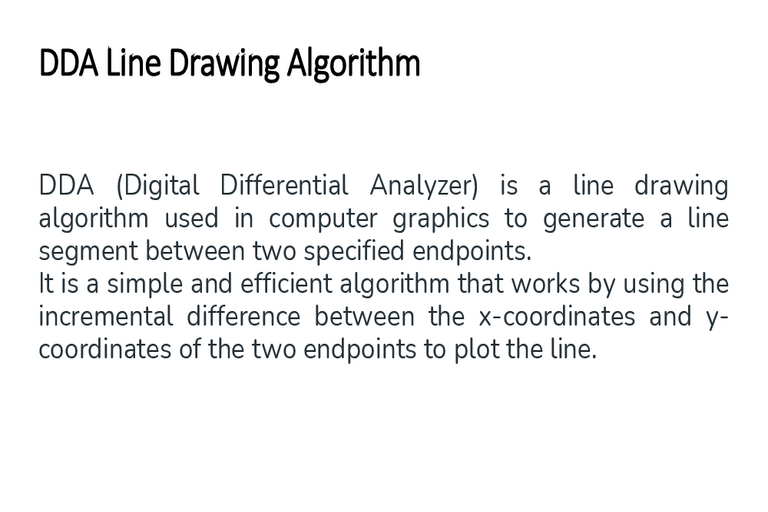 DDA Line Drawing Algorithm
DDA (Digital Differential Analyzer) is a line drawing
algorithm used in computer graphics to generate a line
segment between two specified endpoints.
It is a simple and efficient algorithm that works by using the
incremental difference between the x-coordinates and y-
coordinates of the two endpoints to plot the line.